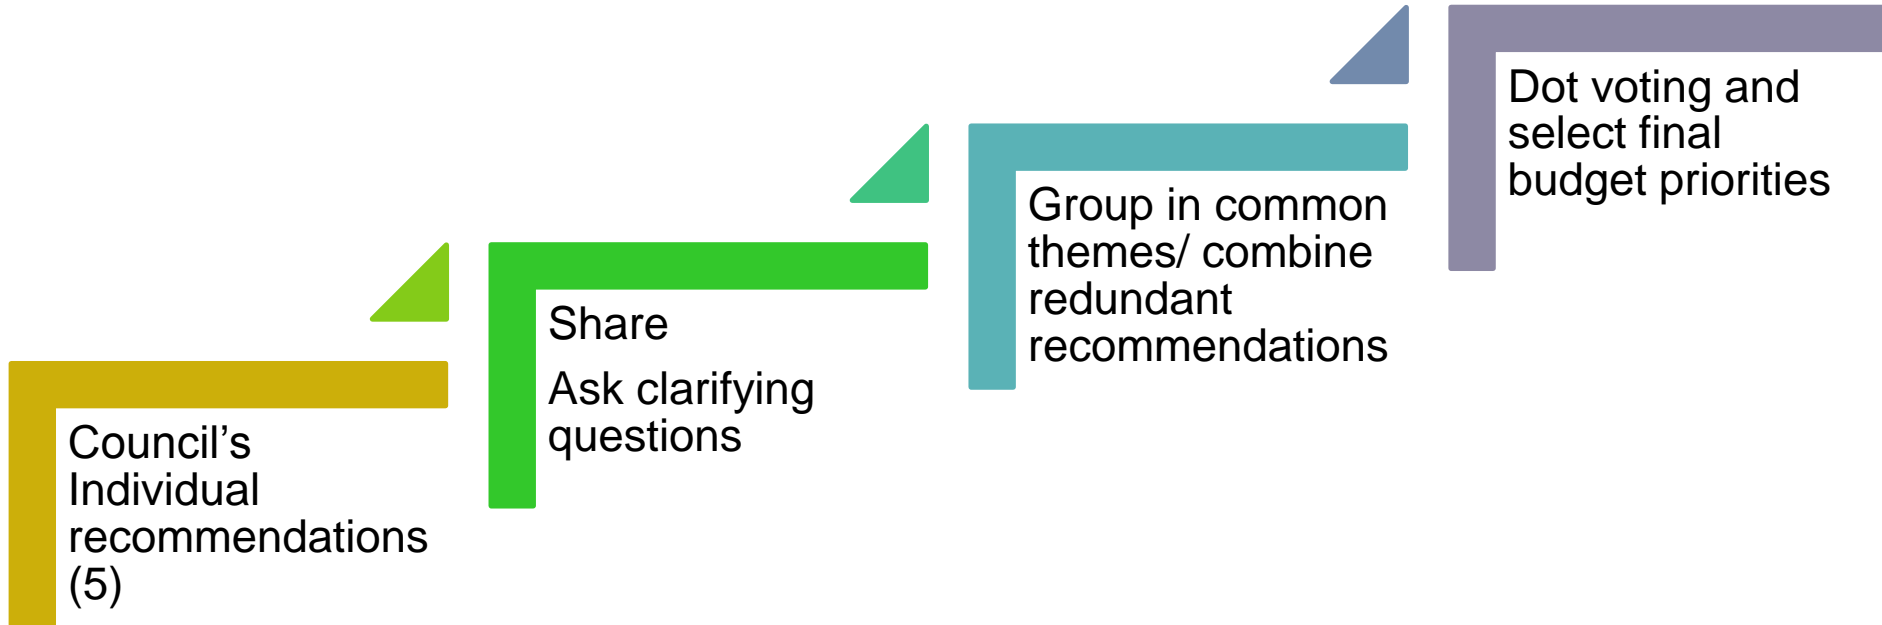 Council’s
Individual
recommendations
(5)
Share
Ask clarifying
questions
Group in common
themes/ combine
redundant
recommendations
Dot voting and
select final
budget priorities